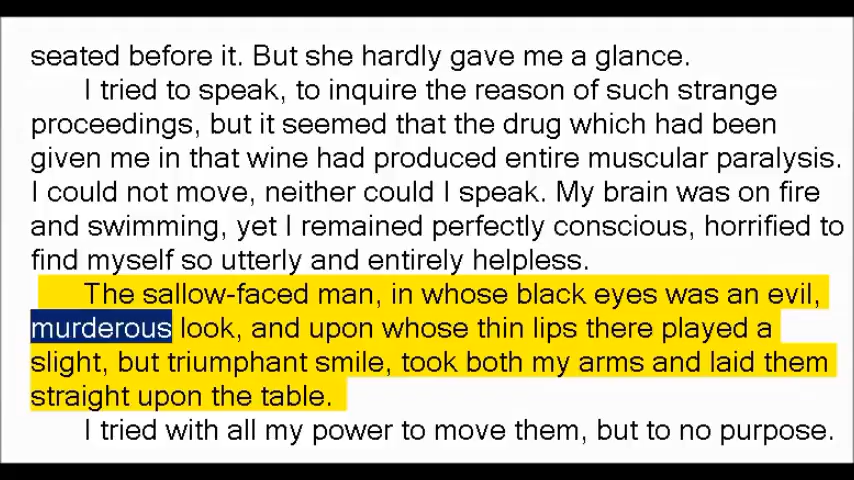 seated before it. But she hardly gave me a glance.
I tried to speak, to inquire the reason of such strange
proceedings, but it seemed that the drug which had been
given me in that wine had produced entire muscular paralysis.
I could not move, neither could I speak. My brain was on fire
and swimming, yet I remained perfectly conscious, horrified to
find myself so utterly and entirely helpless.
The sallow-faced man, in whose black eyes was an evil,
murderous look, and upon whose thin lips there played a
slight, but triumphant smile, took both my arms and laid them
straight upon the table.
I tried with all my power to move them, but to no purpose.